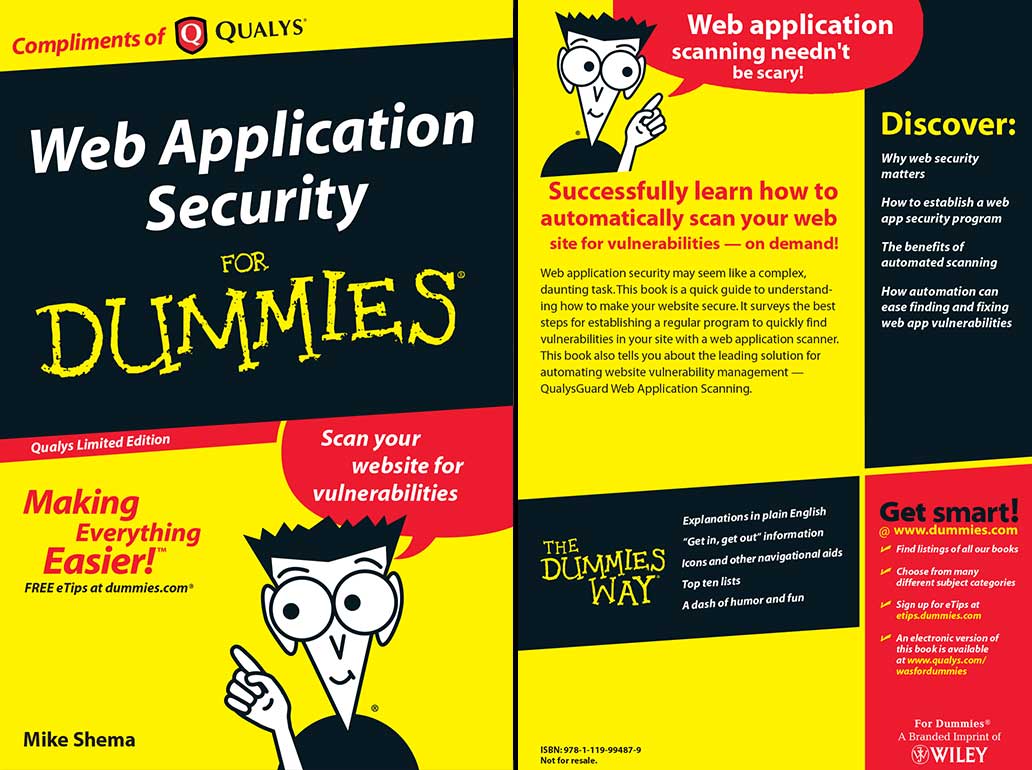 Compliments of QUALYS®
Web Application
Security
FOR
DUMMIES®
Qualys Limited Edition
Scan your
website for
vulnerabilities
Making
Everything
Easier!™
FREE eTips at dummies.com®
®
Mike Shema
Web application
scanning needn't
be scary!
®
Successfully learn how to
automatically scan your web
site for vulnerabilities — on demand!
Web application security may seem like a complex,
daunting task. This book is a quick guide to understand-
ing how to make your website secure. It surveys the best
steps for establishing a regular program to quickly find
vulnerabilities in your site with a web application scanner.
This book also tells you about the leading solution for
automating website vulnerability management —
QualysGuard Web Application Scanning.
Discover:
Why web security
matters
How to establish a web
app security program
The benefits of
automated scanning
How automation can
ease finding and fixing
web app vulnerabilities
THE
DUMMIES
WAY®
Explanations in plain English
"Get in, get out" information
Icons and other navigational aids
Top ten lists
A dash of humor and fun
Get smart!
@ www.dummies.com
Find listings of all our books
Choose from many
different subject categories
Sign up for eTips at
etips.dummies.com
An electronic version of
this book is available
at www.qualys.com/
wasfordummies
ISBN: 978-1-119-99487-9
Not for resale.
For Dummies®
A Branded Imprint of
WILEY